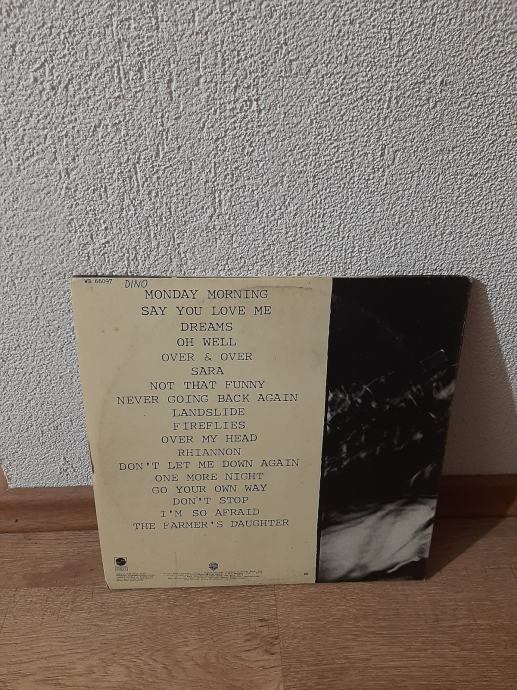 WB 66097
DINO
MONDAY MORNING
SAY YOU LOVE ME
DREAMS
OH WELL
OVER & OVER
SARA
NOT THAT FUNNY
NEVER GOING BACK AGAIN
LANDSLIDE
FIREFLIES
OVER MY HEAD
RHIANNON
DON'T LET ME DOWN AGAIN
ONE MORE NIGHT
GO YOUR OWN WAY
DON'T STOP
I'M SO AFRAID
THE FARMER'S DAUGHTER